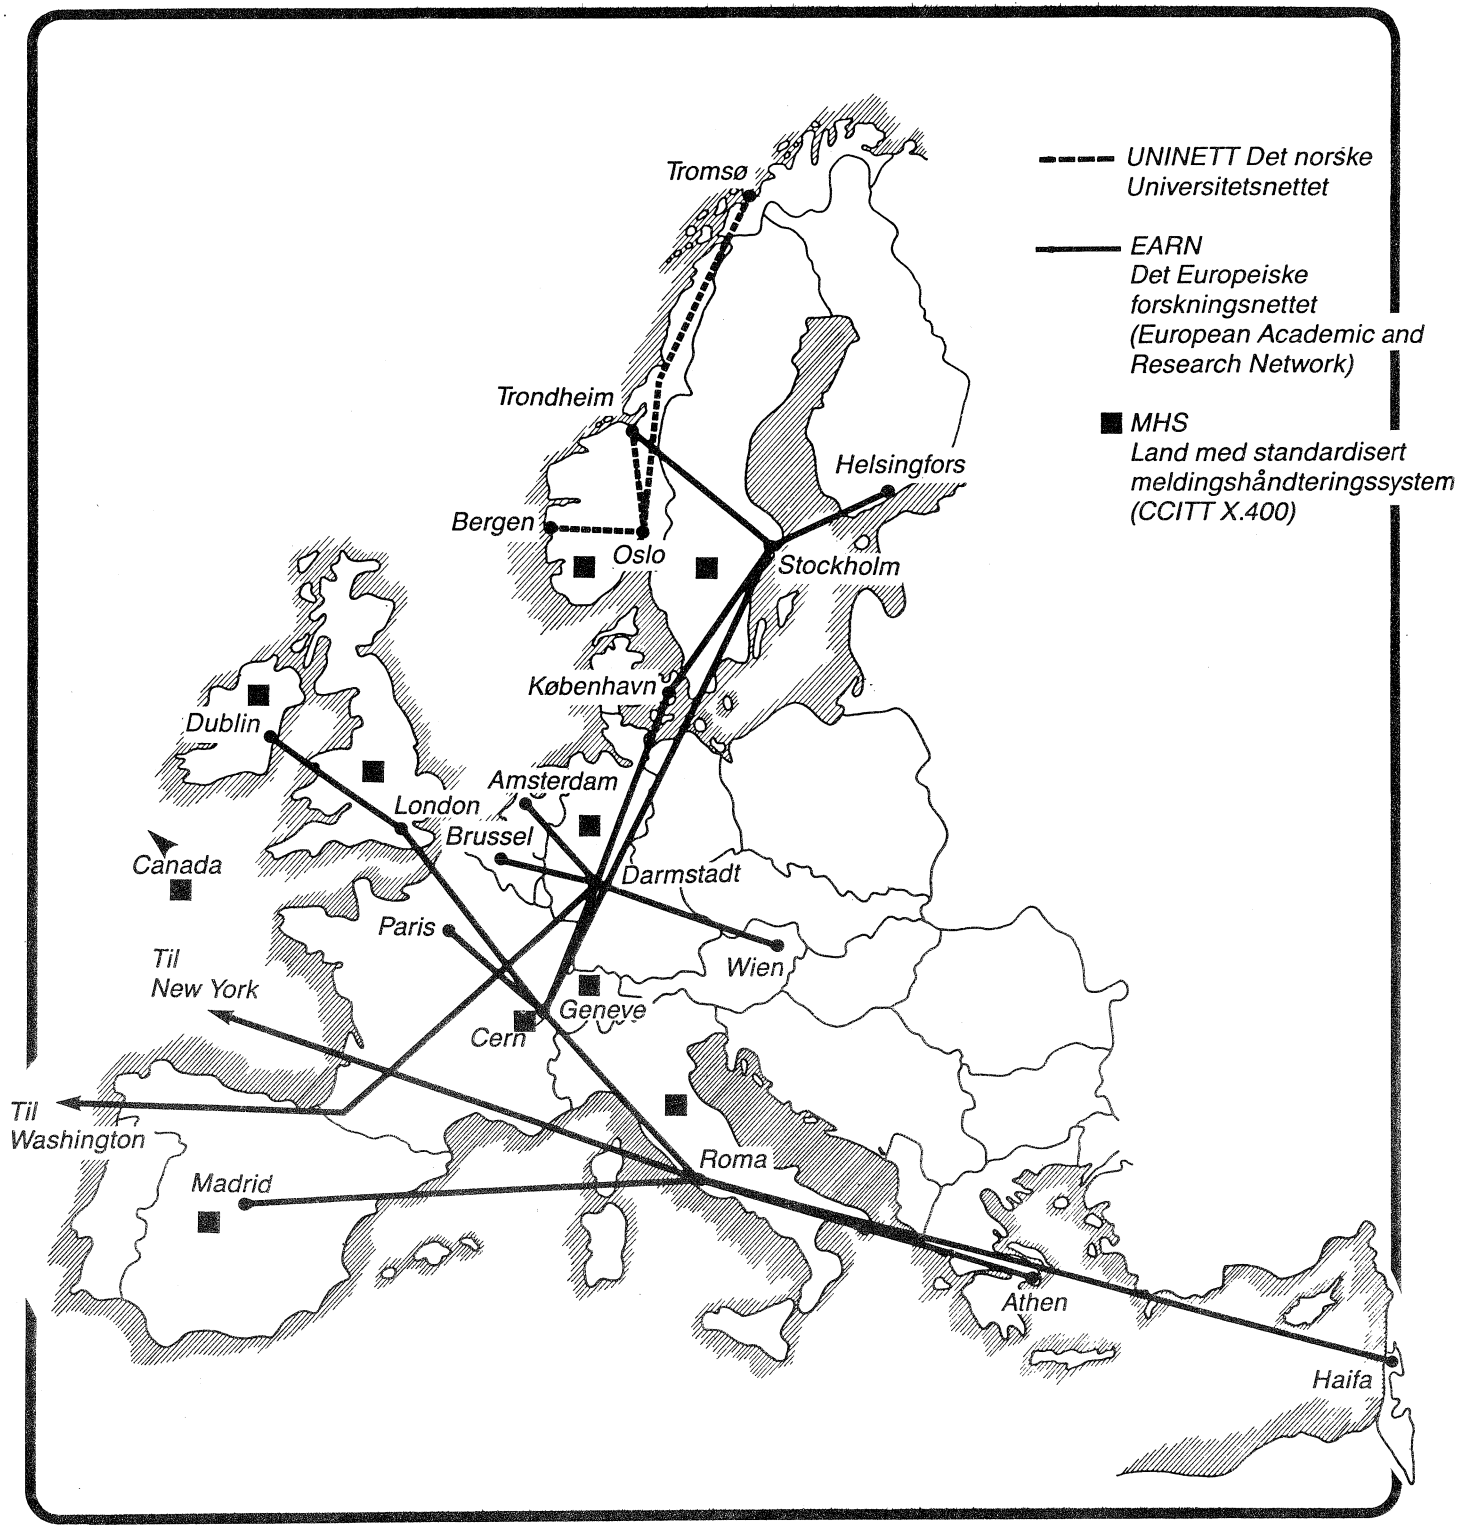 Tromsø
UNINETT Det norske
Universitetsnettet
EARN
Det Europeiske
forskningsnettet
(European Academic and
Research Network)
Trondheim
MHS
Land med standardisert
meldingshåndteringssystem
(CCITT X.400)
Helsingfors
Bergen
Oslo
Stockholm
København
Dublin
Amsterdam
London
Brussel
Canada
Darmstadt
Paris
Wien
Til
New York
Geneve
Cern
Til
Washington
Roma
Madrid
Athen
Haifa